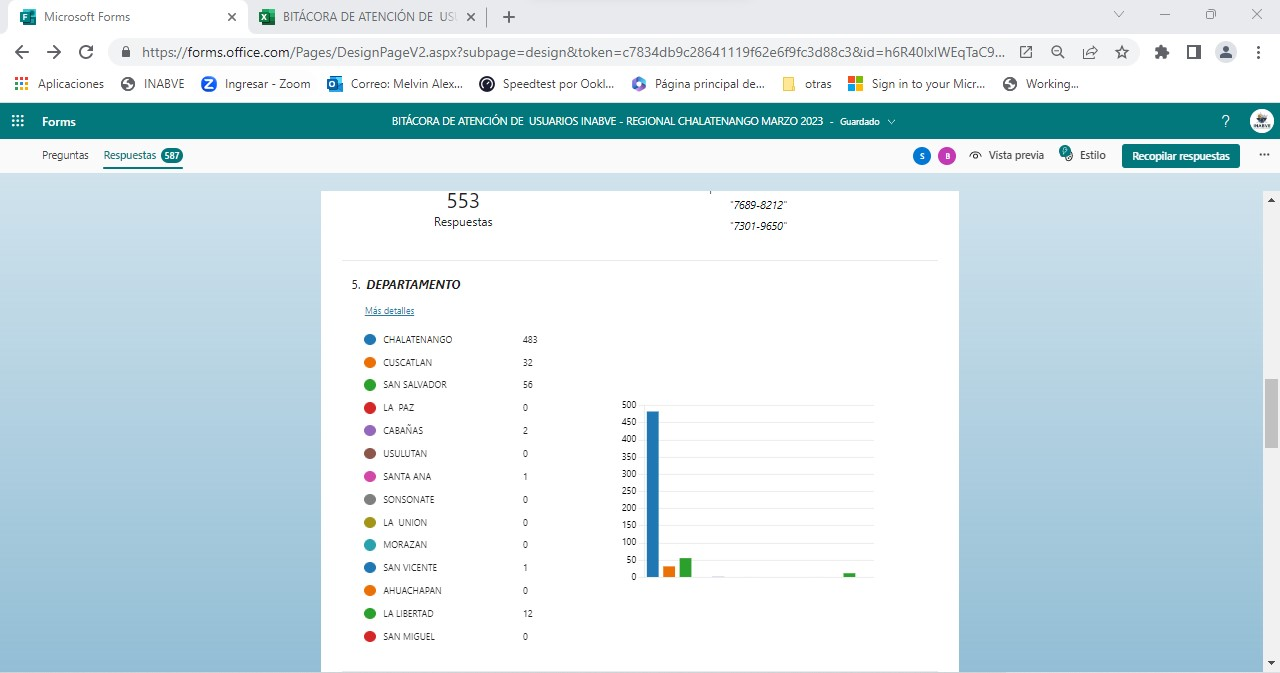 Microsoft Forms
BITÁCORA DE ATENCIÓN DE USU
https://forms.office.com/Pages/DesignPageV2.aspx?subpage=design&token=c7834db9c28641119f62e6f9fc3d88c3&id=h6R40IxIWEqTaC9...
Aplicaciones
INABVE
Ingresar - Zoom
Correo: Melvin Alex...
Speedtest por Ookl...
Página principal de...
otras
Sign in to your Micr...
Working...
Forms
BITÁCORA DE ATENCIÓN DE USUARIOS INABVE - REGIONAL CHALATENANGO MARZO 2023 - Guardado
?
INABVE
Preguntas
Respuestas 587
S
B
Vista previa
Estilo
Recopilar respuestas
...
553
Respuestas
"7689-8212"
"7301-9650"
5. DEPARTAMENTO
Más detalles
CHALATENANGO 483
CUSCATLAN 32
SAN SALVADOR 56
LA PAZ 0
CABAÑAS 2
USULUTAN 0
SANTA ANA 1
SONSONATE 0
LA UNION 0
MORAZAN 0
SAN VICENTE 1
AHUACHAPAN 0
LA LIBERTAD 12
SAN MIGUEL 0
500
450
400
350
300
250
200
150
100
50
0